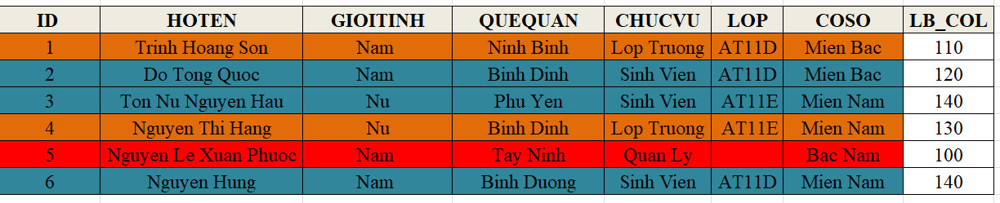 ID HOTEN GIOITINH QUEQUAN CHUCVU LOP COSO LB_COL
1 Trinh Hoang Son Nam Ninh Binh Lop Truong AT11D Mien Bac 110
2 Do Tong Quoc Nam Binh Dinh Sinh Vien AT11D Mien Bac 120
3 Ton Nu Nguyen Hau Nu Phu Yen Sinh Vien AT11E Mien Nam 140
4 Nguyen Thi Hang Nu Binh Dinh Lop Truong AT11E Mien Nam 130
5 Nguyen Le Xuan Phuoc Nam Tay Ninh Quan Ly Bac Nam 100
6 Nguyen Hung Nam Binh Duong Sinh Vien AT11D Mien Nam 140